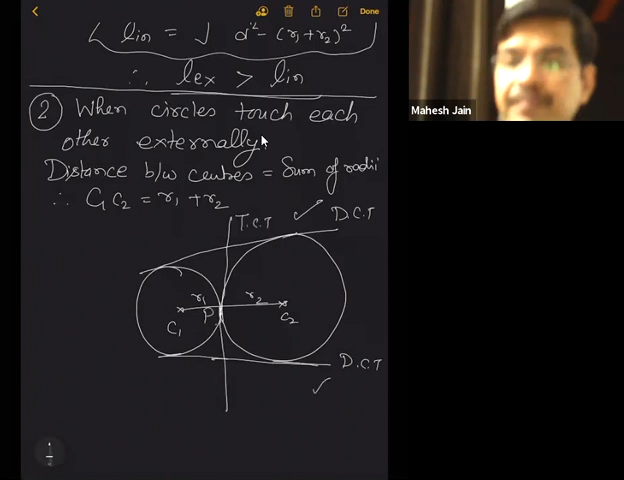 Done
lin = √ d² - (r₁+r₂)²
∴ lex > lin
② When circles touch each
other externally.
Distance b/w centres = Sum of radii
∴ C₁C₂ = r₁ + r₂
T.C.T
D.C.T
r₁
r₂
P
C₁
C₂
D.C.T
Mahesh Jain